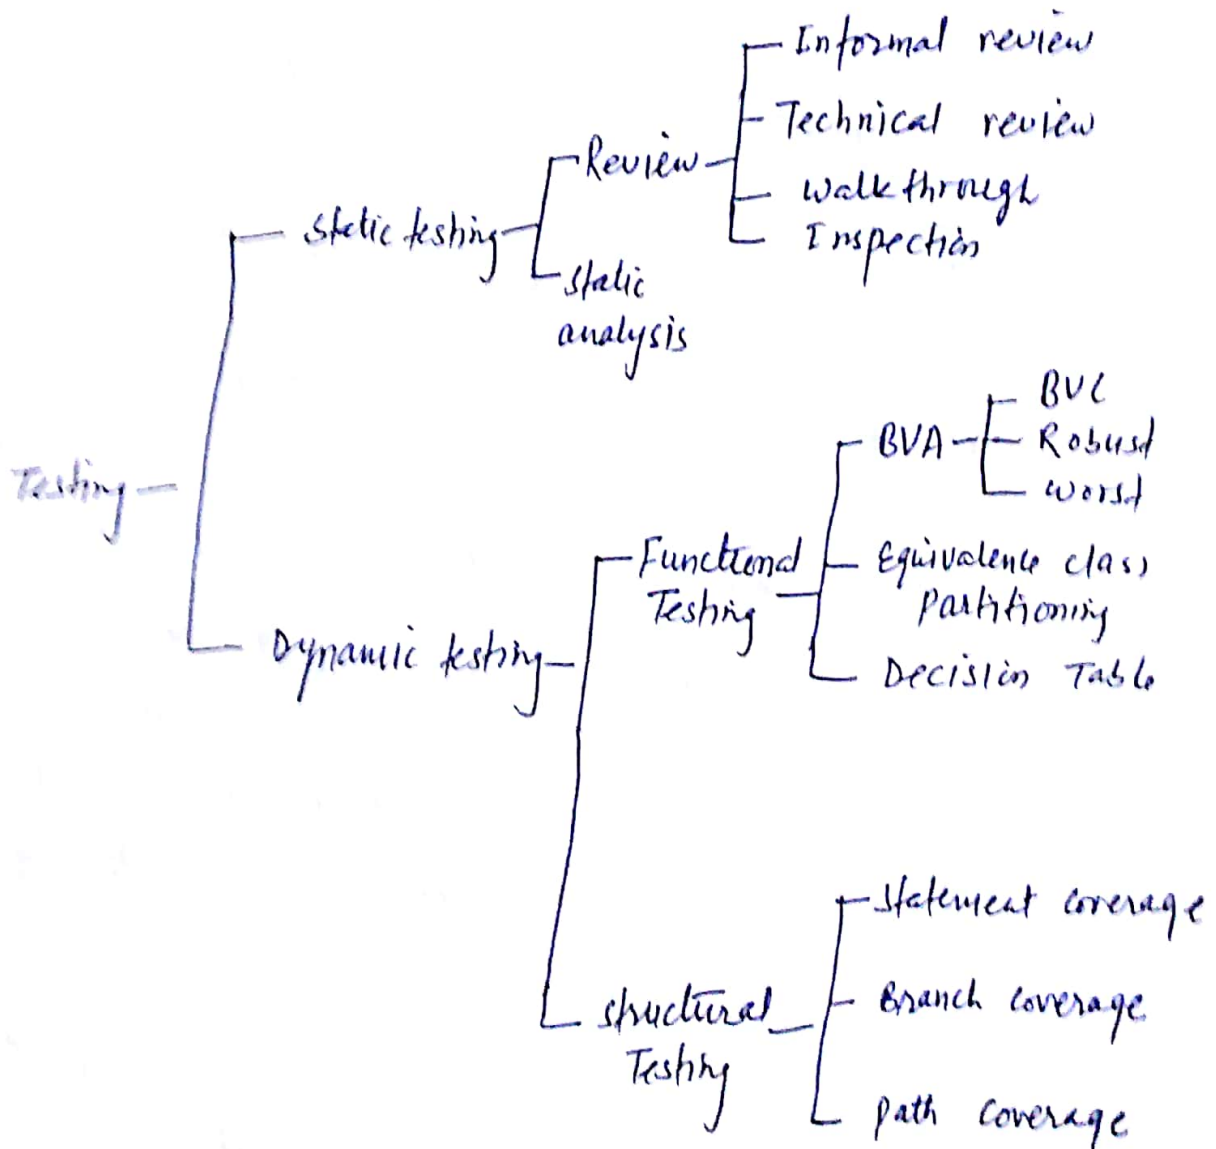 Informal review
Technical review
Review
walk through
Static testing
Inspection
Static
analysis
BVC
BVA
Robust
Testing
worst
Functional
Equivalence class
Testing
partitioning
Dynamic testing
Decision Table
Statement coverage
Structural
Branch coverage
Testing
path coverage